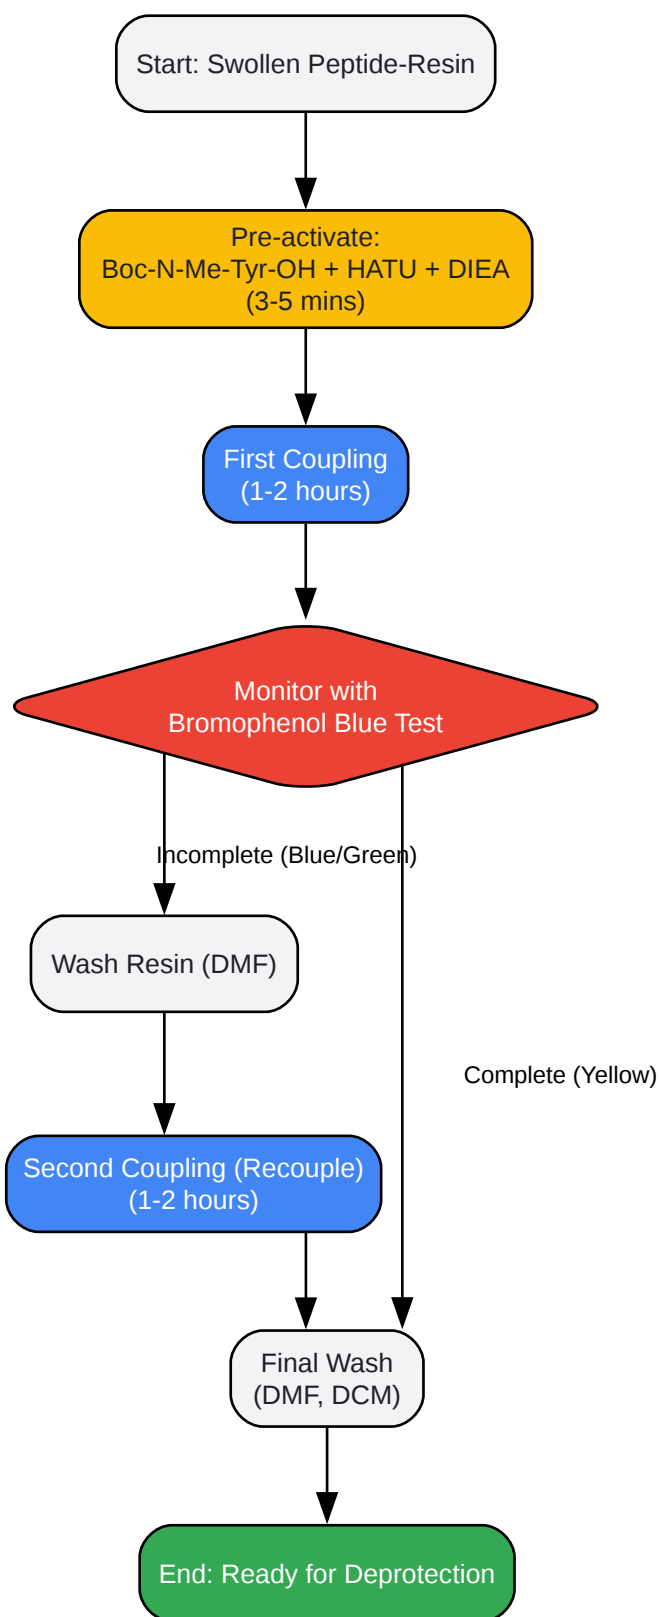 Start: Swollen Peptide-Resin
Pre-activate:
Boc-N-Me-Tyr-OH + HATU + DIEA
(3-5 mins)
First Coupling
(1-2 hours)
Monitor with
Bromophenol Blue Test
Incomplete (Blue/Green)
Wash Resin (DMF)
Complete (Yellow)
Second Coupling (Recouple)
(1-2 hours)
Final Wash
(DMF, DCM)
End: Ready for Deprotection